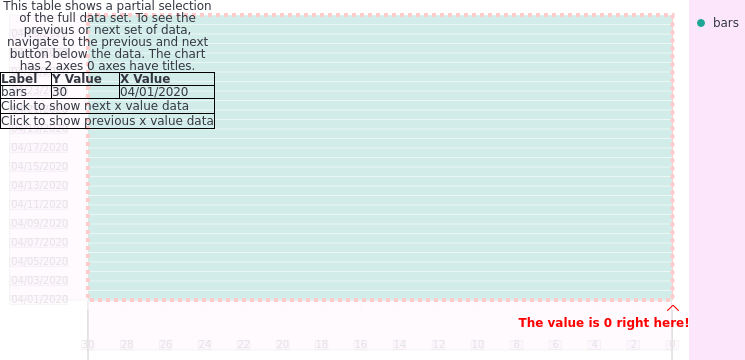 This table shows a partial selection
of the full data set. To see the
previous or next set of data,
navigate to the previous and next
button below the data. The chart
has 2 axes 0 axes have titles.
Label Y Value X Value
bars 30 04/01/2020
Click to show next x value data
Click to show previous x value data
04/17/2020
04/15/2020
04/13/2020
04/11/2020
04/09/2020
04/07/2020
04/05/2020
04/03/2020
04/01/2020
The value is 0 right here!
30 28 26 24 22 20 18 16 14 12 10 8 6 4 2 0
bars